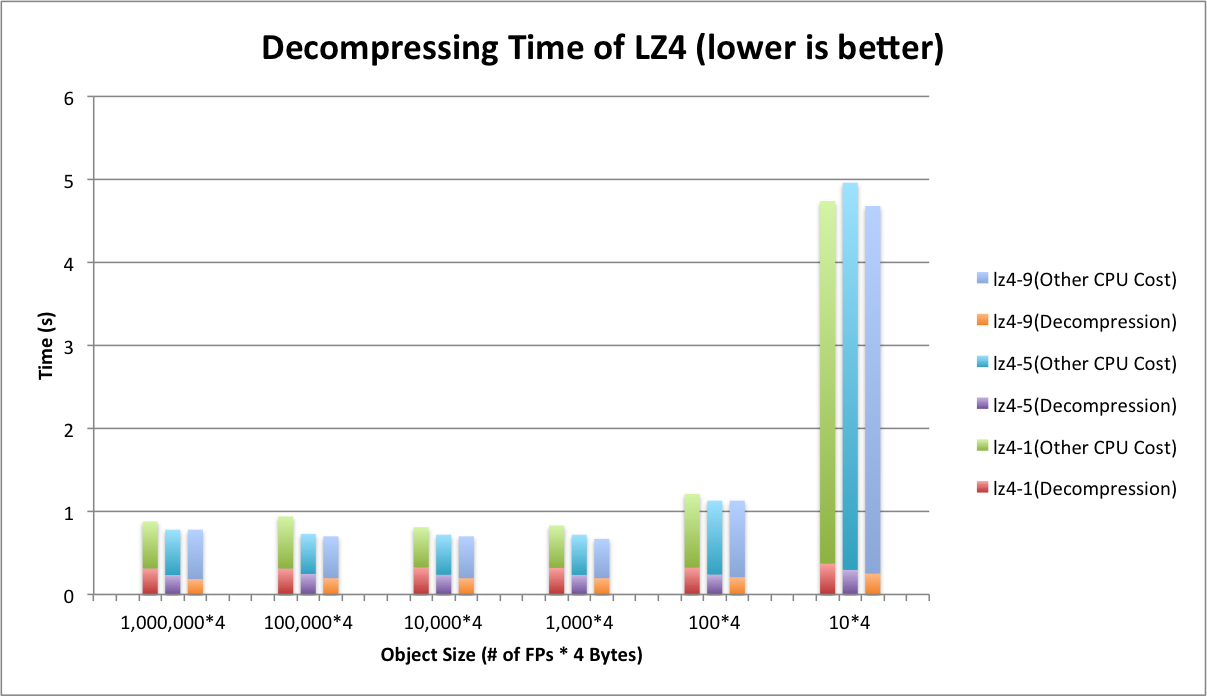 Decompressing Time of LZ4 (lower is better)
6
5
4
3
2
1
0
Time (s)
1,000,000*4
100,000*4
10,000*4
1,000*4
100*4
10*4
Object Size (# of FPs * 4 Bytes)
lz4-9(Other CPU Cost)
lz4-9(Decompression)
lz4-5(Other CPU Cost)
lz4-5(Decompression)
lz4-1(Other CPU Cost)
lz4-1(Decompression)